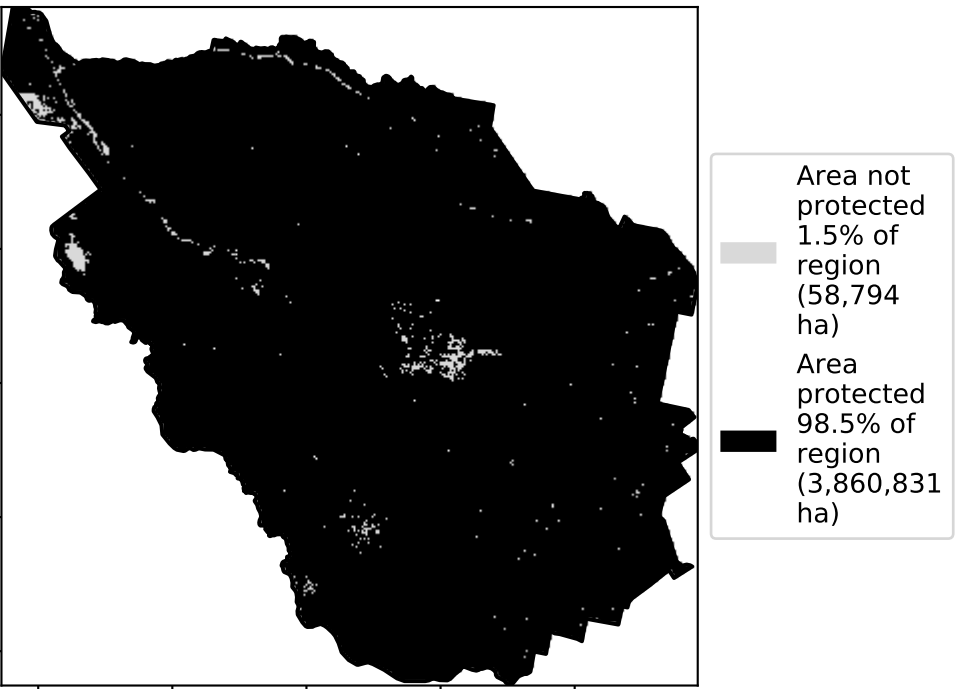 Area not
protected
1.5% of
region
(58,794
ha)
Area
protected
98.5% of
region
(3,860,831
ha)